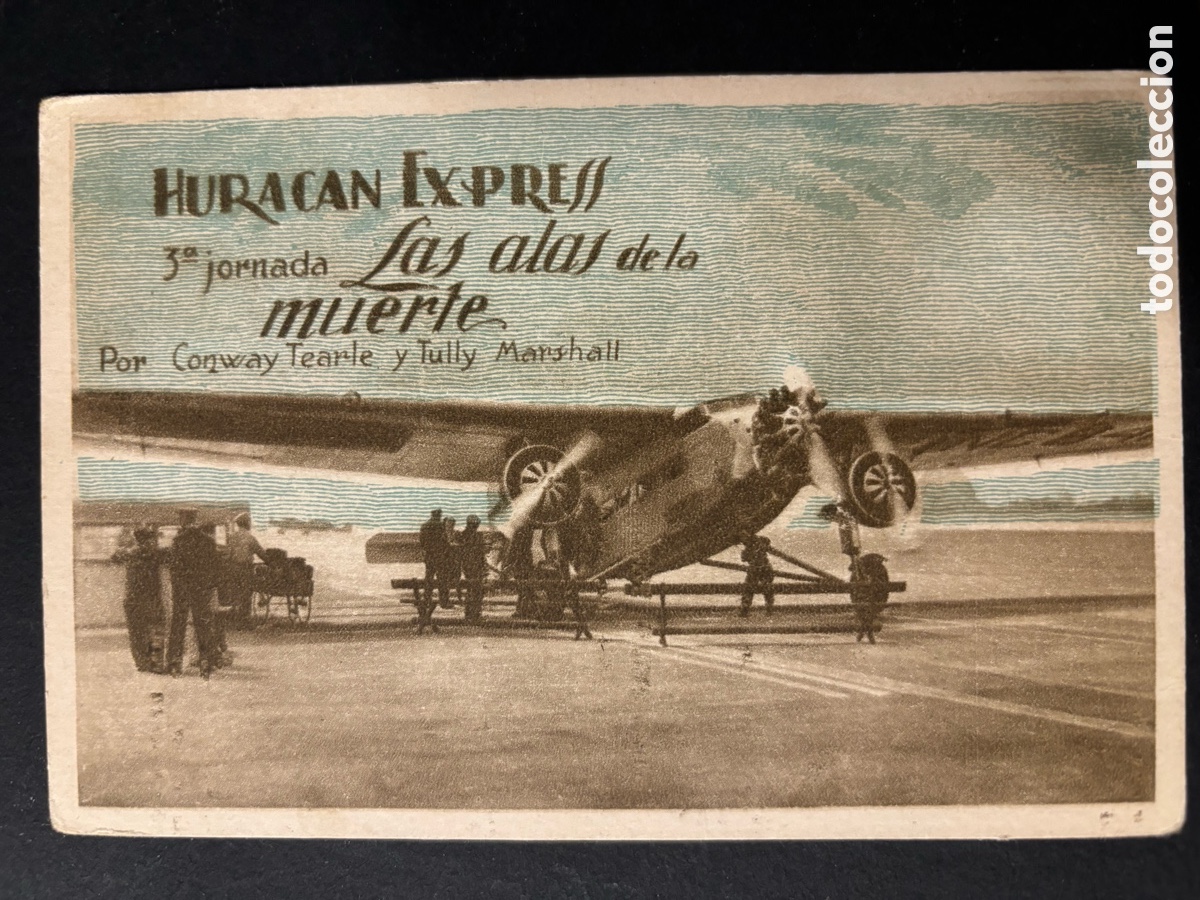 HURACAN EXPRESS
3ª jornada Las alas de la
muerte
Por Conway Tearle y Tully Marshall
todocoleccion